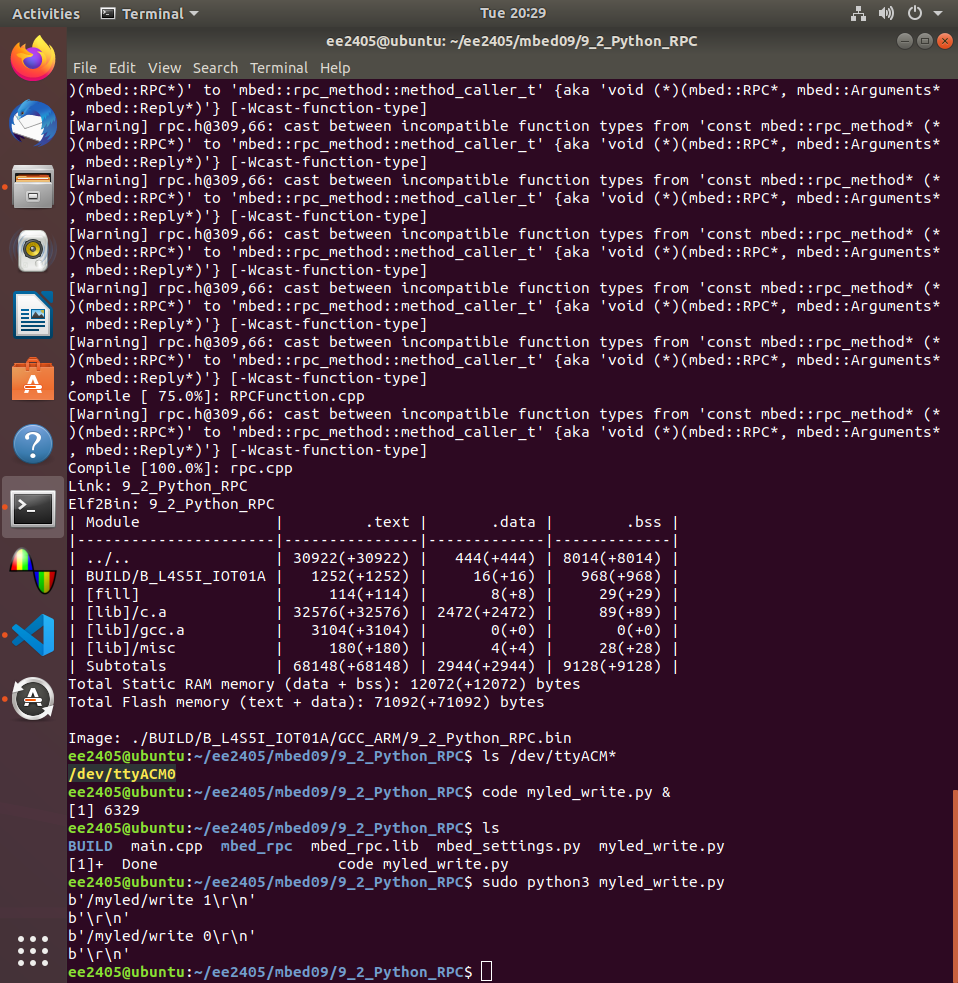 Activities Terminal Tue 20:29
ee2405@ubuntu: ~/ee2405/mbed09/9_2_Python_RPC
File Edit View Search Terminal Help
)(mbed::RPC*)' to 'mbed::rpc_method::method_caller_t' {aka 'void (*)(mbed::RPC*, mbed::Arguments*
, mbed::Reply*)'} [-Wcast-function-type]
[Warning] rpc.h@309,66: cast between incompatible function types from 'const mbed::rpc_method* (*
)(mbed::RPC*)' to 'mbed::rpc_method::method_caller_t' {aka 'void (*)(mbed::RPC*, mbed::Arguments*
, mbed::Reply*)'} [-Wcast-function-type]
[Warning] rpc.h@309,66: cast between incompatible function types from 'const mbed::rpc_method* (*
)(mbed::RPC*)' to 'mbed::rpc_method::method_caller_t' {aka 'void (*)(mbed::RPC*, mbed::Arguments*
, mbed::Reply*)'} [-Wcast-function-type]
[Warning] rpc.h@309,66: cast between incompatible function types from 'const mbed::rpc_method* (*
)(mbed::RPC*)' to 'mbed::rpc_method::method_caller_t' {aka 'void (*)(mbed::RPC*, mbed::Arguments*
, mbed::Reply*)'} [-Wcast-function-type]
[Warning] rpc.h@309,66: cast between incompatible function types from 'const mbed::rpc_method* (*
)(mbed::RPC*)' to 'mbed::rpc_method::method_caller_t' {aka 'void (*)(mbed::RPC*, mbed::Arguments*
, mbed::Reply*)'} [-Wcast-function-type]
[Warning] rpc.h@309,66: cast between incompatible function types from 'const mbed::rpc_method* (*
)(mbed::RPC*)' to 'mbed::rpc_method::method_caller_t' {aka 'void (*)(mbed::RPC*, mbed::Arguments*
, mbed::Reply*)'} [-Wcast-function-type]
Compile [ 75.0%]: RPCFunction.cpp
[Warning] rpc.h@309,66: cast between incompatible function types from 'const mbed::rpc_method* (*
)(mbed::RPC*)' to 'mbed::rpc_method::method_caller_t' {aka 'void (*)(mbed::RPC*, mbed::Arguments*
, mbed::Reply*)'} [-Wcast-function-type]
Compile [100.0%]: rpc.cpp
Link: 9_2_Python_RPC
Elf2Bin: 9_2_Python_RPC
| Module               |         .text |       .data |        .bss |
|----------------------|---------------|-------------|-------------|
| ../..                | 30922(+30922) |   444(+444) | 8014(+8014) |
| BUILD/B_L4S5I_IOT01A |   1252(+1252) |     16(+16) |   968(+968) |
| [fill]               |     114(+114) |       8(+8) |     29(+29) |
| [lib]/c.a            | 32576(+32576) | 2472(+2472) |     89(+89) |
| [lib]/gcc.a          |   3104(+3104) |       0(+0) |       0(+0) |
| [lib]/misc           |     180(+180) |       4(+4) |     28(+28) |
| Subtotals            | 68148(+68148) | 2944(+2944) | 9128(+9128) |
Total Static RAM memory (data + bss): 12072(+12072) bytes
Total Flash memory (text + data): 71092(+71092) bytes
Image: ./BUILD/B_L4S5I_IOT01A/GCC_ARM/9_2_Python_RPC.bin
ee2405@ubuntu:~/ee2405/mbed09/9_2_Python_RPC$ ls /dev/ttyACM*
/dev/ttyACM0
ee2405@ubuntu:~/ee2405/mbed09/9_2_Python_RPC$ code myled_write.py &
[1] 6329
ee2405@ubuntu:~/ee2405/mbed09/9_2_Python_RPC$ ls
BUILD  main.cpp  mbed_rpc  mbed_rpc.lib  mbed_settings.py  myled_write.py
[1]+  Done                    code myled_write.py
ee2405@ubuntu:~/ee2405/mbed09/9_2_Python_RPC$ sudo python3 myled_write.py
b'/myled/write 1\r\n'
b'\r\n'
b'/myled/write 0\r\n'
b'\r\n'
ee2405@ubuntu:~/ee2405/mbed09/9_2_Python_RPC$